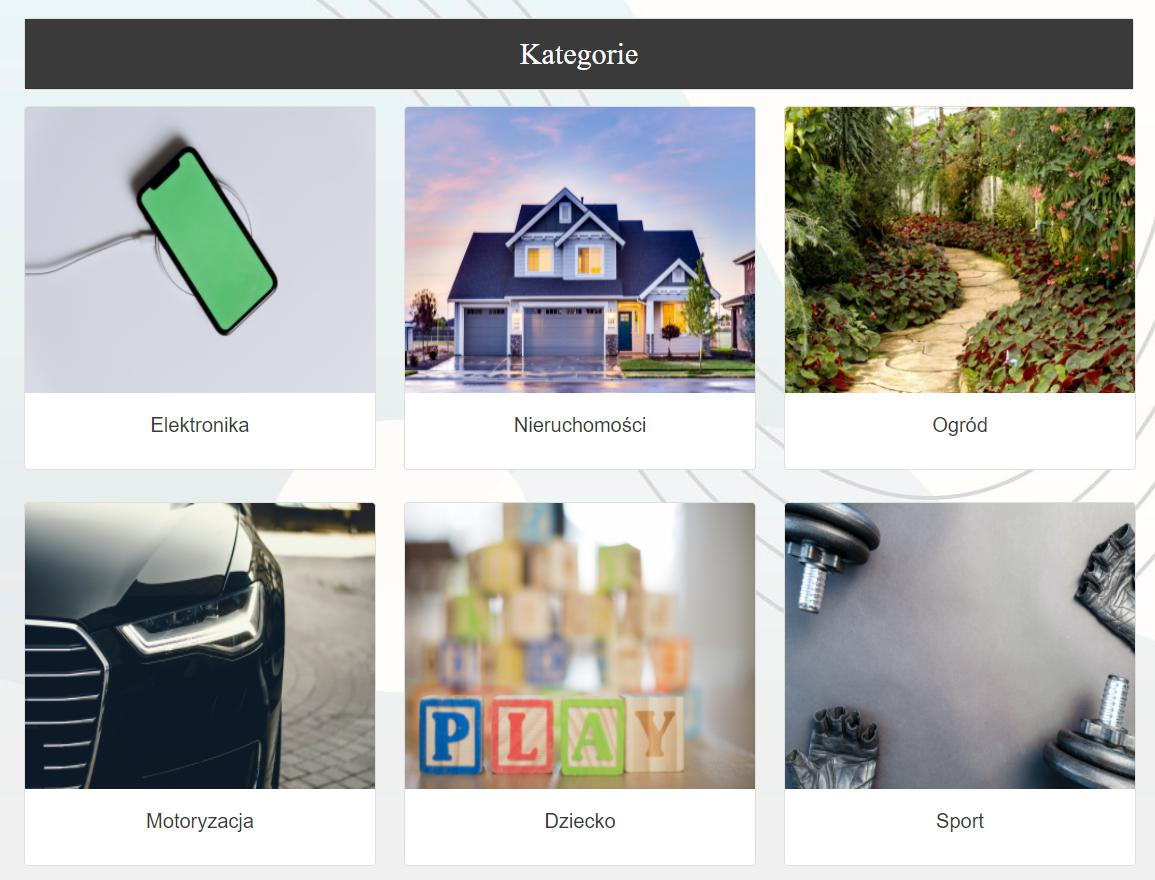 Kategorie
Elektronika
Nieruchomości
Ogród
Motoryzacja
PLAY
Dziecko
Sport